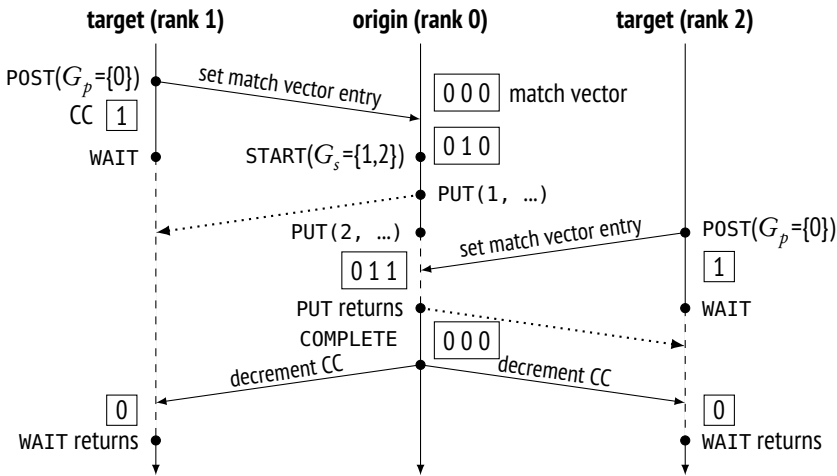 target (rank 1) origin (rank 0) target (rank 2)
POST(Gp={0}) set match vector entry 0 0 0 match vector
CC 1
WAIT START(Gs={1,2}) 0 1 0
PUT(1, …)
PUT(2, …) set match vector entry POST(Gp={0})
0 1 1 1
PUT returns WAIT
COMPLETE 0 0 0
decrement CC decrement CC
0 0
WAIT returns WAIT returns